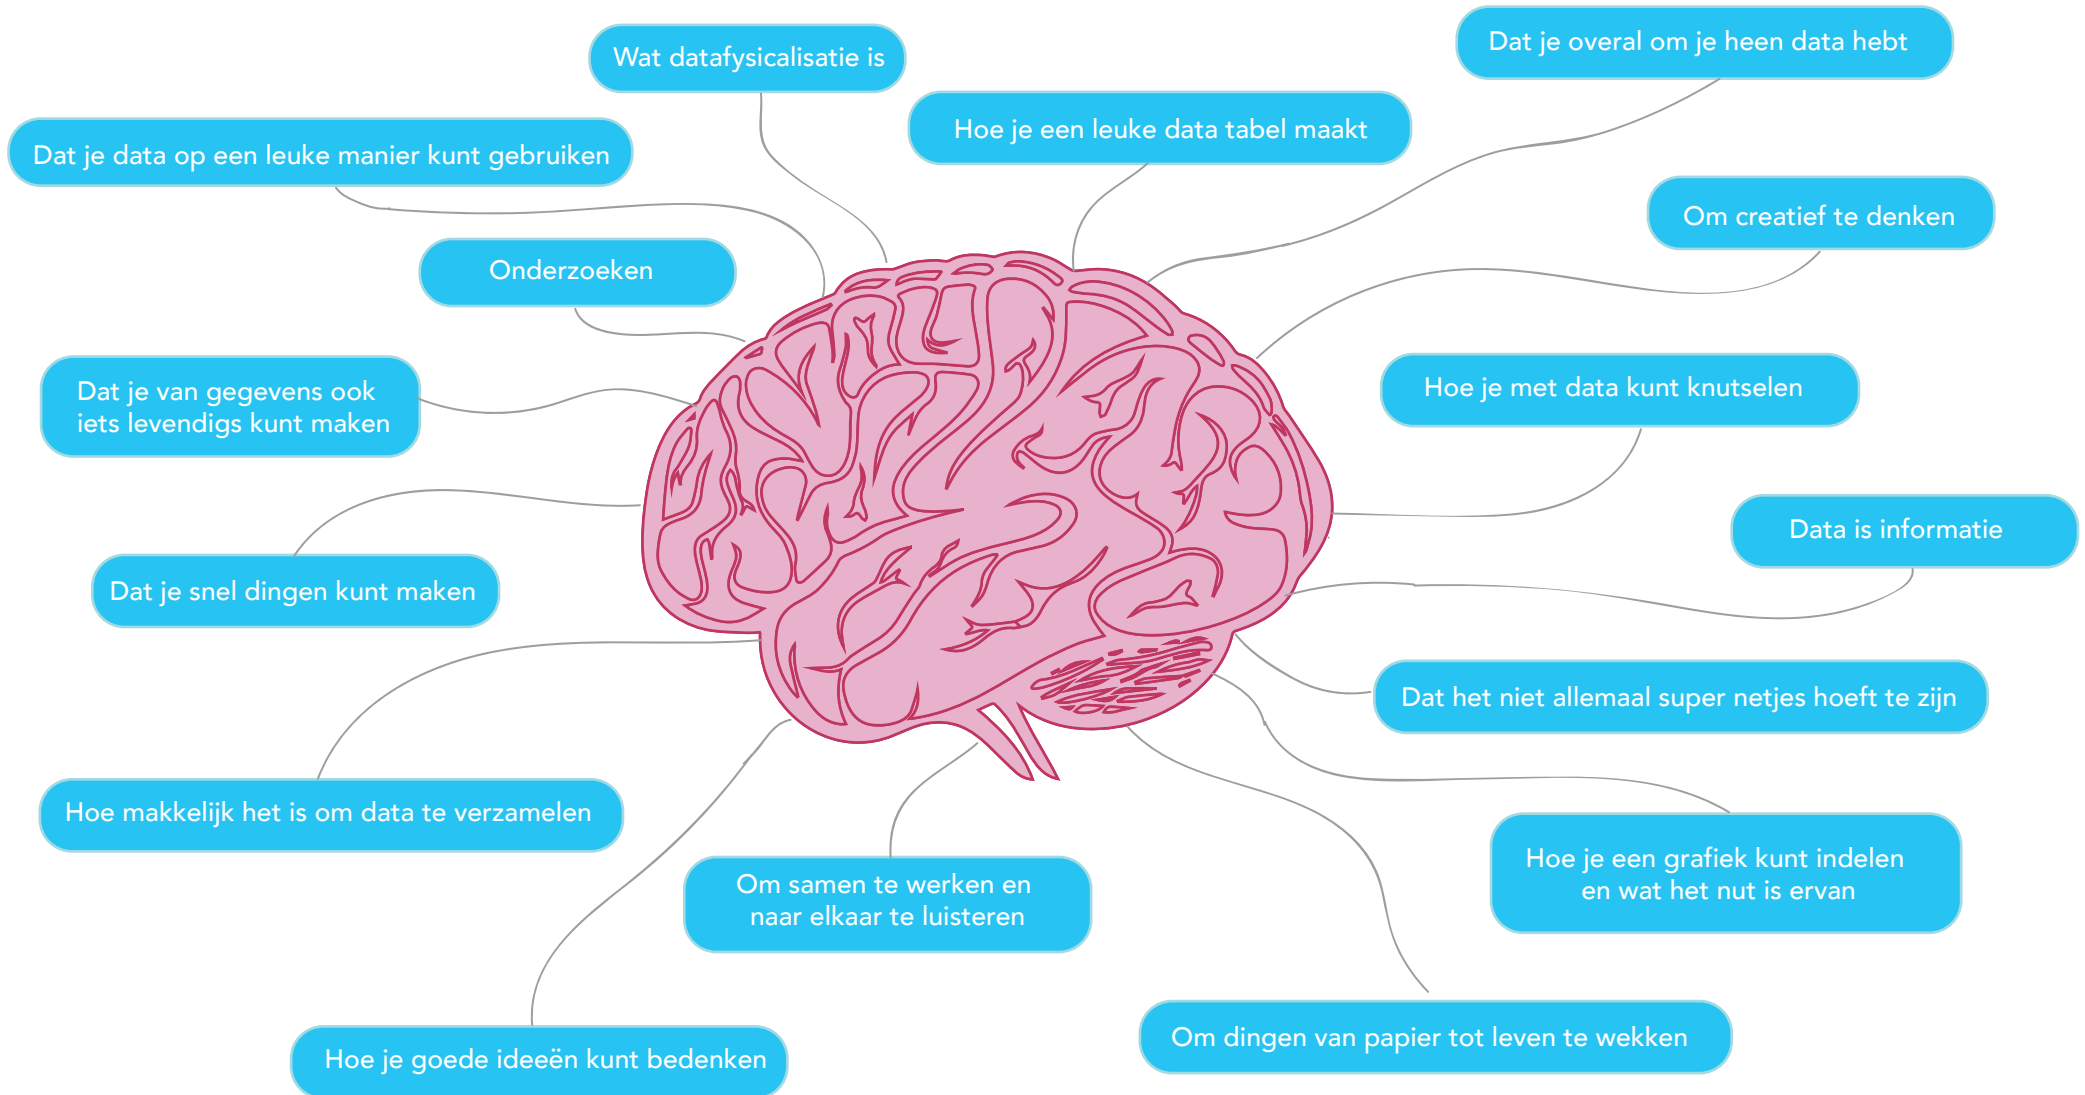 Dat je overal om je heen data hebt
Wat datafysicalisatie is
Hoe je een leuke data tabel maakt
Dat je data op een leuke manier kunt gebruiken
Om creatief te denken
Onderzoeken
Dat je van gegevens ook
iets levendigs kunt maken
Hoe je met data kunt knutselen
Data is informatie
Dat je snel dingen kunt maken
Dat het niet allemaal super netjes hoeft te zijn
Hoe makkelijk het is om data te verzamelen
Hoe je een grafiek kunt indelen
en wat het nut is ervan
Om samen te werken en
naar elkaar te luisteren
Om dingen van papier tot leven te wekken
Hoe je goede ideeën kunt bedenken